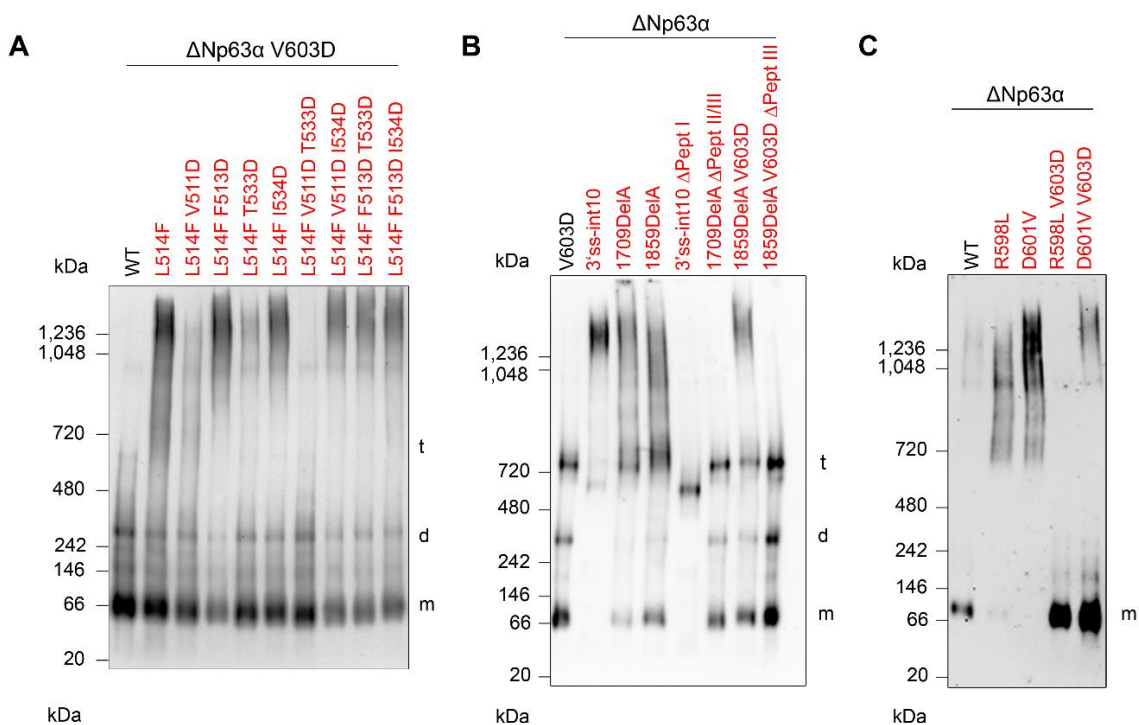 A
ΔNp63α V603D
WT
L514F
L514F V511D
L514F F513D
L514F T533D
L514F I534D
L514F V511D T533D
L514F V511D I534D
L514F F513D T533D
L514F F513D I534D
kDa
1,236
1,048
720
480
242
146
66
20
t
d
m
kDa
B
ΔNp63α
V603D
3'ss-int10
1709DelA
1859DelA
3'ss-int10 ΔPept I
1709DelA ΔPept II/III
1859DelA V603D
1859DelA V603D ΔPept III
kDa
1,236
1,048
720
480
242
146
66
20
t
d
m
kDa
C
ΔNp63α
WT
R598L
D601V
R598L V603D
D601V V603D
kDa
1,236
1,048
720
480
242
146
66
20
m
kDa